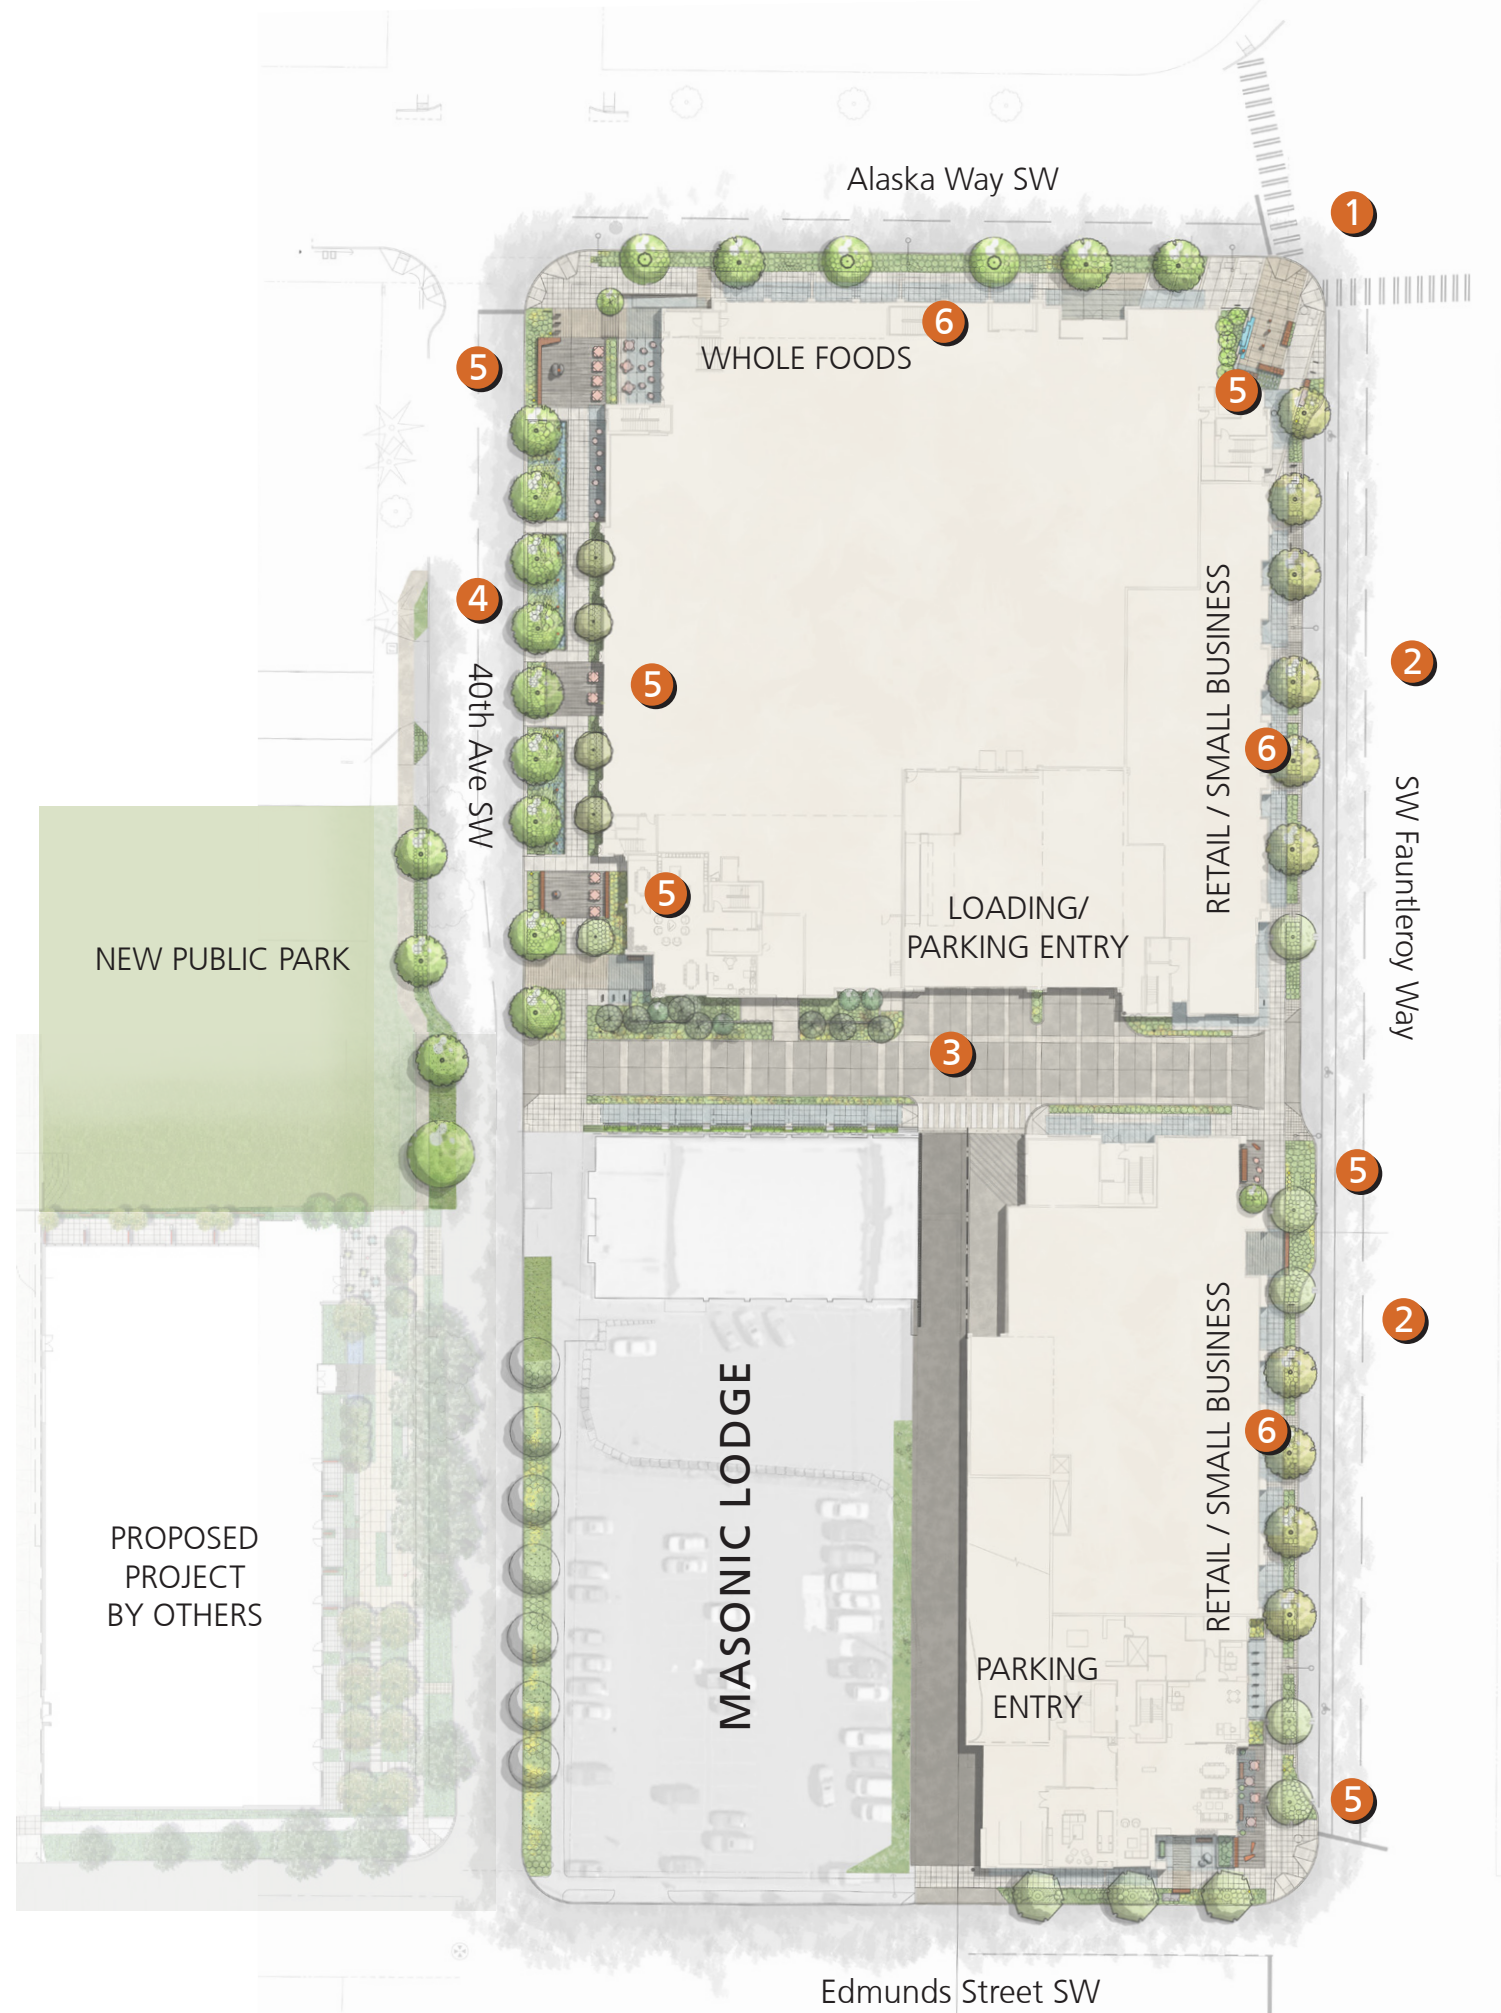 Alaska Way SW
1
6
WHOLE FOODS
5
5
4
40th Ave SW
5
RETAIL / SMALL BUSINESS
2
6
SW Fauntleroy Way
5
LOADING/
PARKING ENTRY
NEW PUBLIC PARK
3
5
2
RETAIL / SMALL BUSINESS
6
MASONIC LODGE
PROPOSED
PROJECT
BY OTHERS
PARKING
ENTRY
5
Edmunds Street SW